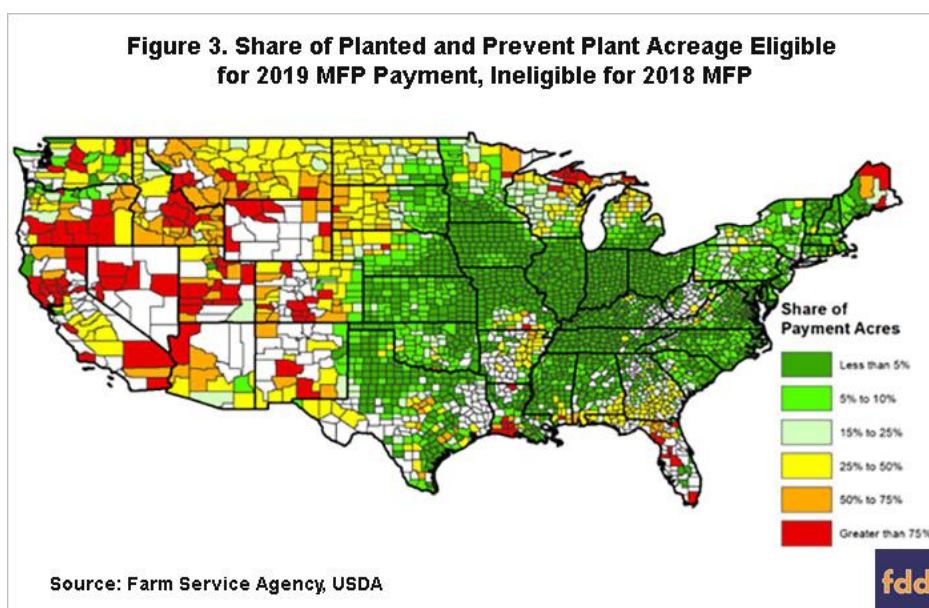 Figure 3. Share of Planted and Prevent Plant Acreage Eligible
for 2019 MFP Payment, Ineligible for 2018 MFP
Share of
Payment Acres
Less than 5%
5% to 10%
15% to 25%
25% to 50%
50% to 75%
Greater than 75%
Source: Farm Service Agency, USDA
fdd